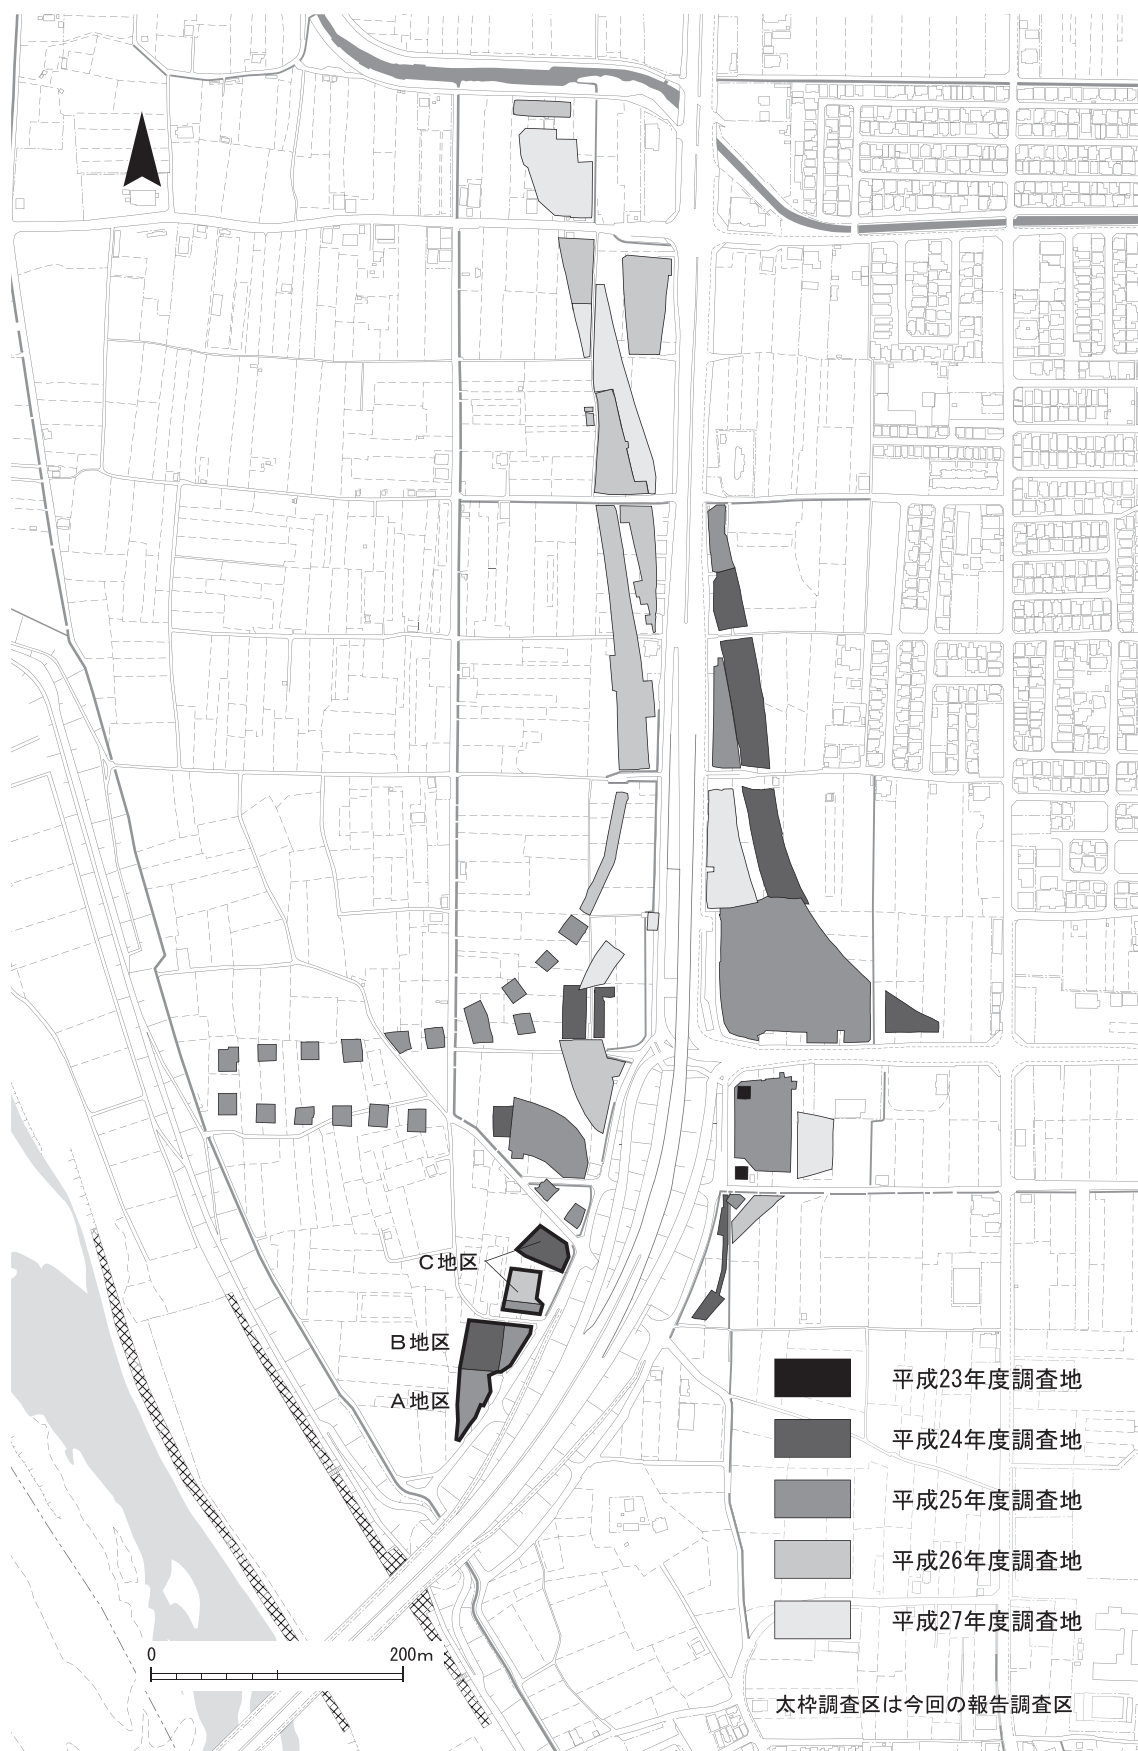 C地区
B地区
A地区
平成23年度調査地
平成24年度調査地
平成25年度調査地
平成26年度調査地
平成27年度調査地
0 200m
太枠調査区は今回の報告調査区